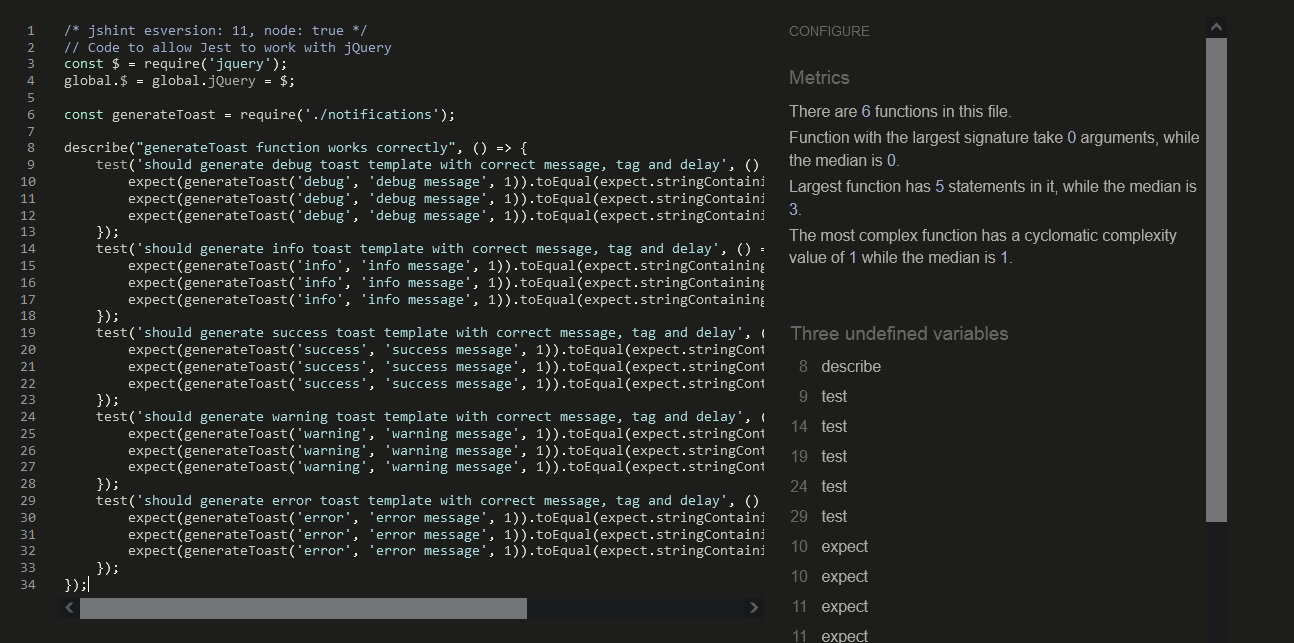 1 /* jshint esversion: 11, node: true */
2 // Code to allow Jest to work with jQuery
3 const $ = require('jquery');
4 global.$ = global.jQuery = $;
5
6 const generateToast = require('./notifications');
7
8 describe("generateToast function works correctly", () => {
9 test('should generate debug toast template with correct message, tag and delay', ()
10 expect(generateToast('debug', 'debug message', 1)).toEqual(expect.stringContaini
11 expect(generateToast('debug', 'debug message', 1)).toEqual(expect.stringContaini
12 expect(generateToast('debug', 'debug message', 1)).toEqual(expect.stringContaini
13 });
14 test('should generate info toast template with correct message, tag and delay', () =
15 expect(generateToast('info', 'info message', 1)).toEqual(expect.stringContaining
16 expect(generateToast('info', 'info message', 1)).toEqual(expect.stringContaining
17 expect(generateToast('info', 'info message', 1)).toEqual(expect.stringContaining
18 });
19 test('should generate success toast template with correct message, tag and delay', (
20 expect(generateToast('success', 'success message', 1)).toEqual(expect.stringCont
21 expect(generateToast('success', 'success message', 1)).toEqual(expect.stringCont
22 expect(generateToast('success', 'success message', 1)).toEqual(expect.stringCont
23 });
24 test('should generate warning toast template with correct message, tag and delay', (
25 expect(generateToast('warning', 'warning message', 1)).toEqual(expect.stringCont
26 expect(generateToast('warning', 'warning message', 1)).toEqual(expect.stringCont
27 expect(generateToast('warning', 'warning message', 1)).toEqual(expect.stringCont
28 });
29 test('should generate error toast template with correct message, tag and delay', ()
30 expect(generateToast('error', 'error message', 1)).toEqual(expect.stringContaini
31 expect(generateToast('error', 'error message', 1)).toEqual(expect.stringContaini
32 expect(generateToast('error', 'error message', 1)).toEqual(expect.stringContaini
33 });
34 });
CONFIGURE
Metrics
There are 6 functions in this file.
Function with the largest signature take 0 arguments, while
the median is 0.
Largest function has 5 statements in it, while the median is
3.
The most complex function has a cyclomatic complexity
value of 1 while the median is 1.
Three undefined variables
8 describe
9 test
14 test
19 test
24 test
29 test
10 expect
10 expect
11 expect
11 expect